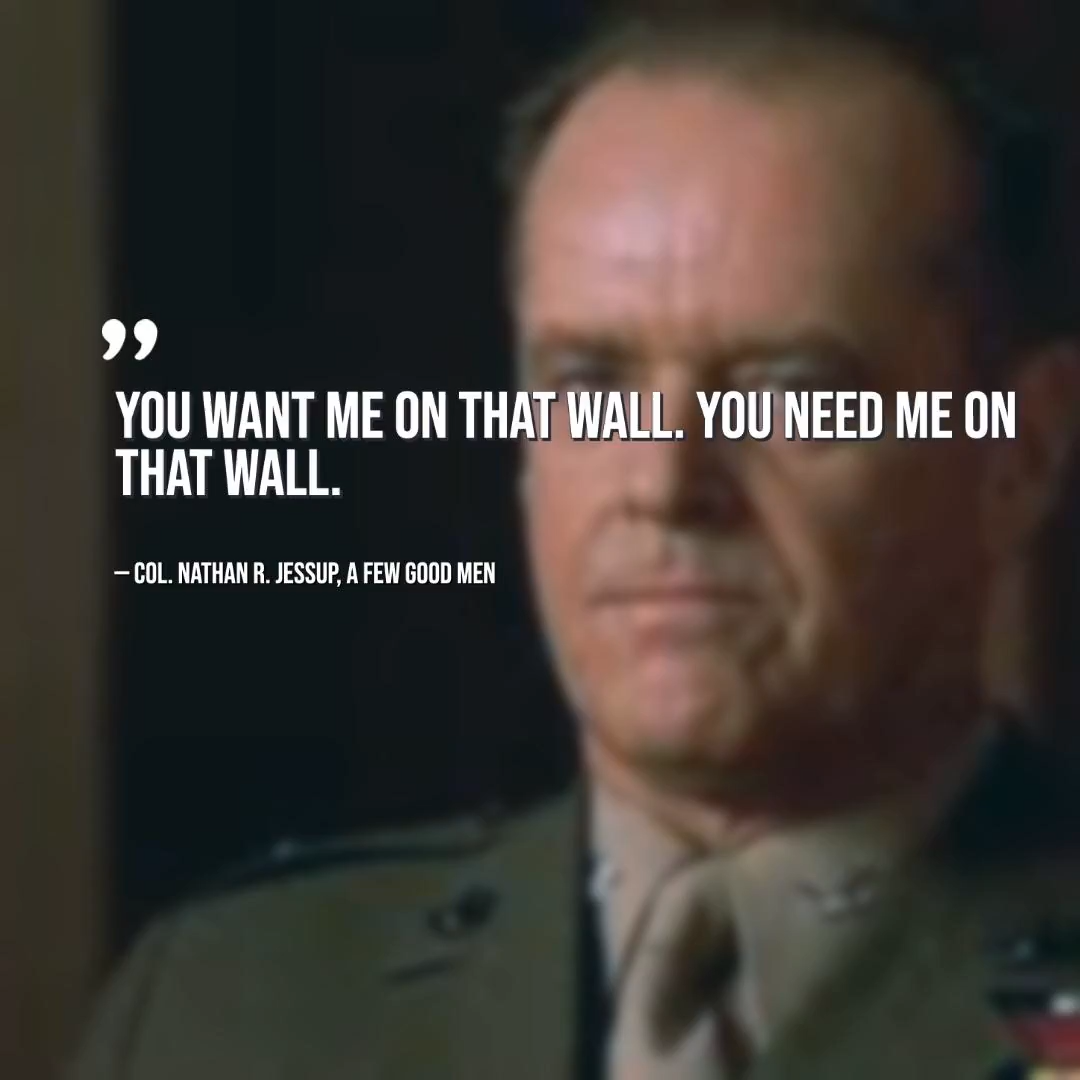 ”
YOU WANT ME ON THAT WALL. YOU NEED ME ON
THAT WALL.
– COL. NATHAN R. JESSUP, A FEW GOOD MEN